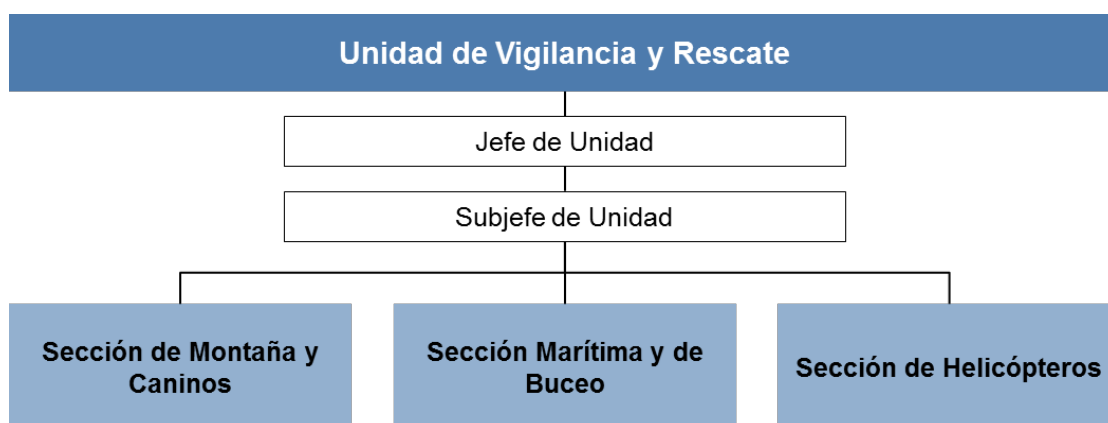 Unidad de Vigilancia y Rescate
Jefe de Unidad
Subjefe de Unidad
Sección de Montaña y
Caninos
Sección Marítima y de
Buceo
Sección de Helicópteros